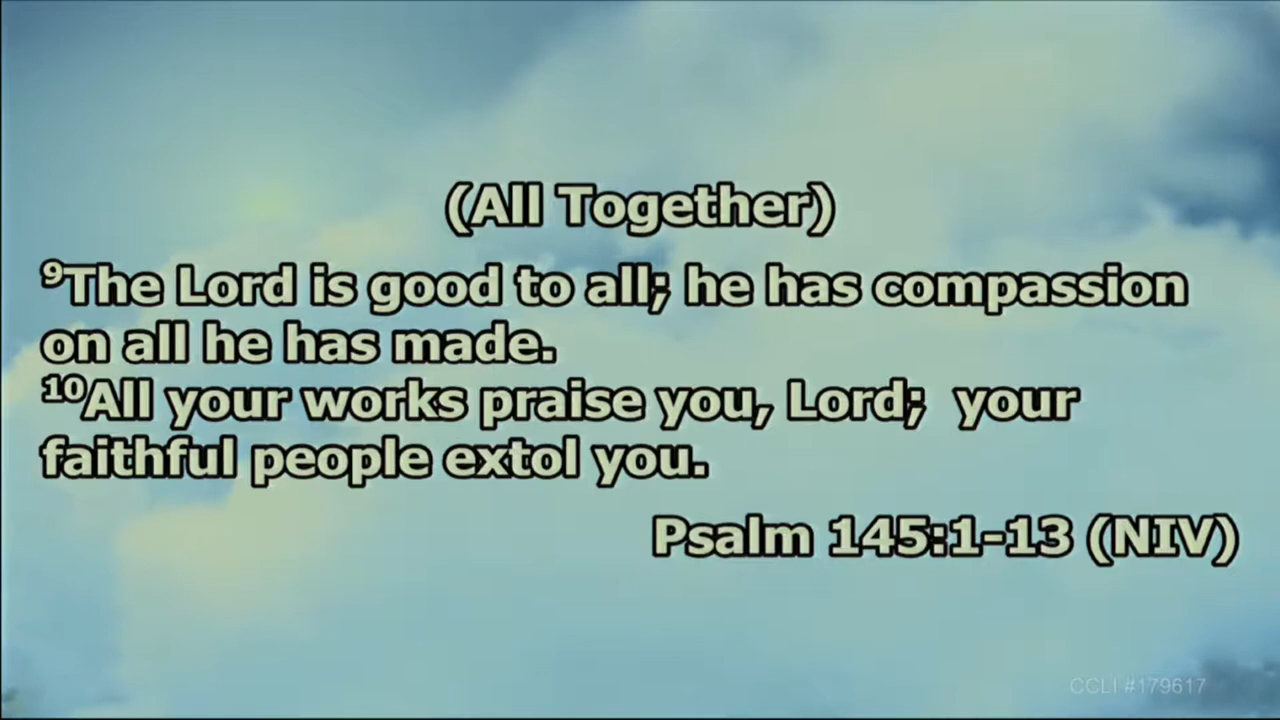 (All Together)
⁹The Lord is good to all; he has compassion
on all he has made.
¹⁰All your works praise you, Lord;  your
faithful people extol you.
Psalm 145:1-13 (NIV)
CCLI #179617